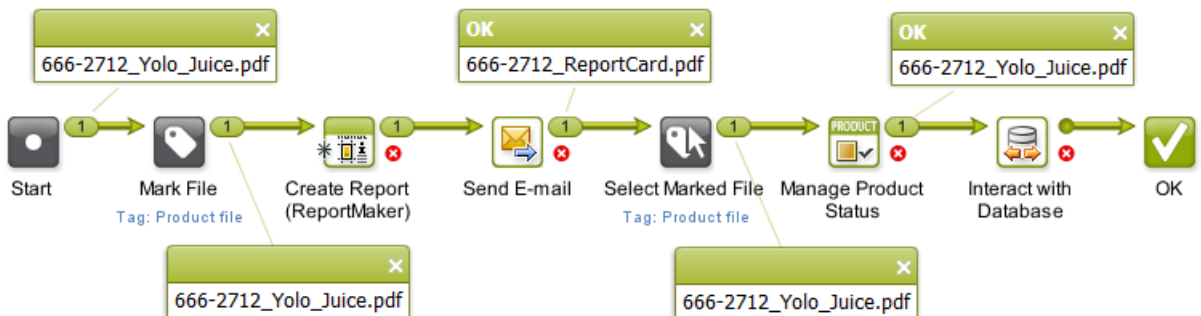 666-2712_Yolo_Juice.pdf
OK
666-2712_ReportCard.pdf
OK
666-2712_Yolo_Juice.pdf
1
1
1
1
1
PRODUCT
1
Start
Mark File
Tag: Product file
Create Report
(ReportMaker)
Send E-mail
Select Marked File
Tag: Product file
Manage Product
Status
Interact with
Database
OK
666-2712_Yolo_Juice.pdf
666-2712_Yolo_Juice.pdf